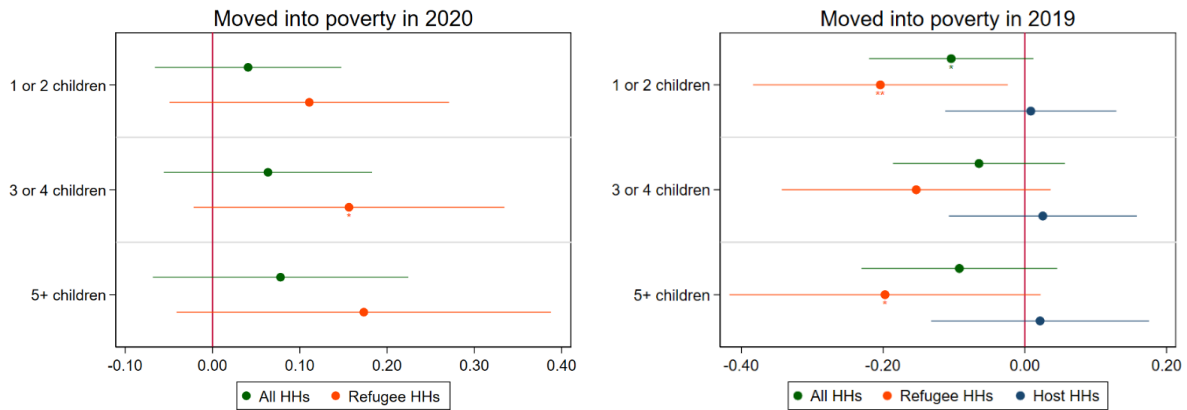 Moved into poverty in 2020
1 or 2 children
3 or 4 children
*
5+ children
-0.10 0.00 0.10 0.20 0.30 0.40
All HHs Refugee HHs
Moved into poverty in 2019
*
1 or 2 children
**
3 or 4 children
5+ children
*
-0.40 -0.20 0.00 0.20
All HHs Refugee HHs Host HHs